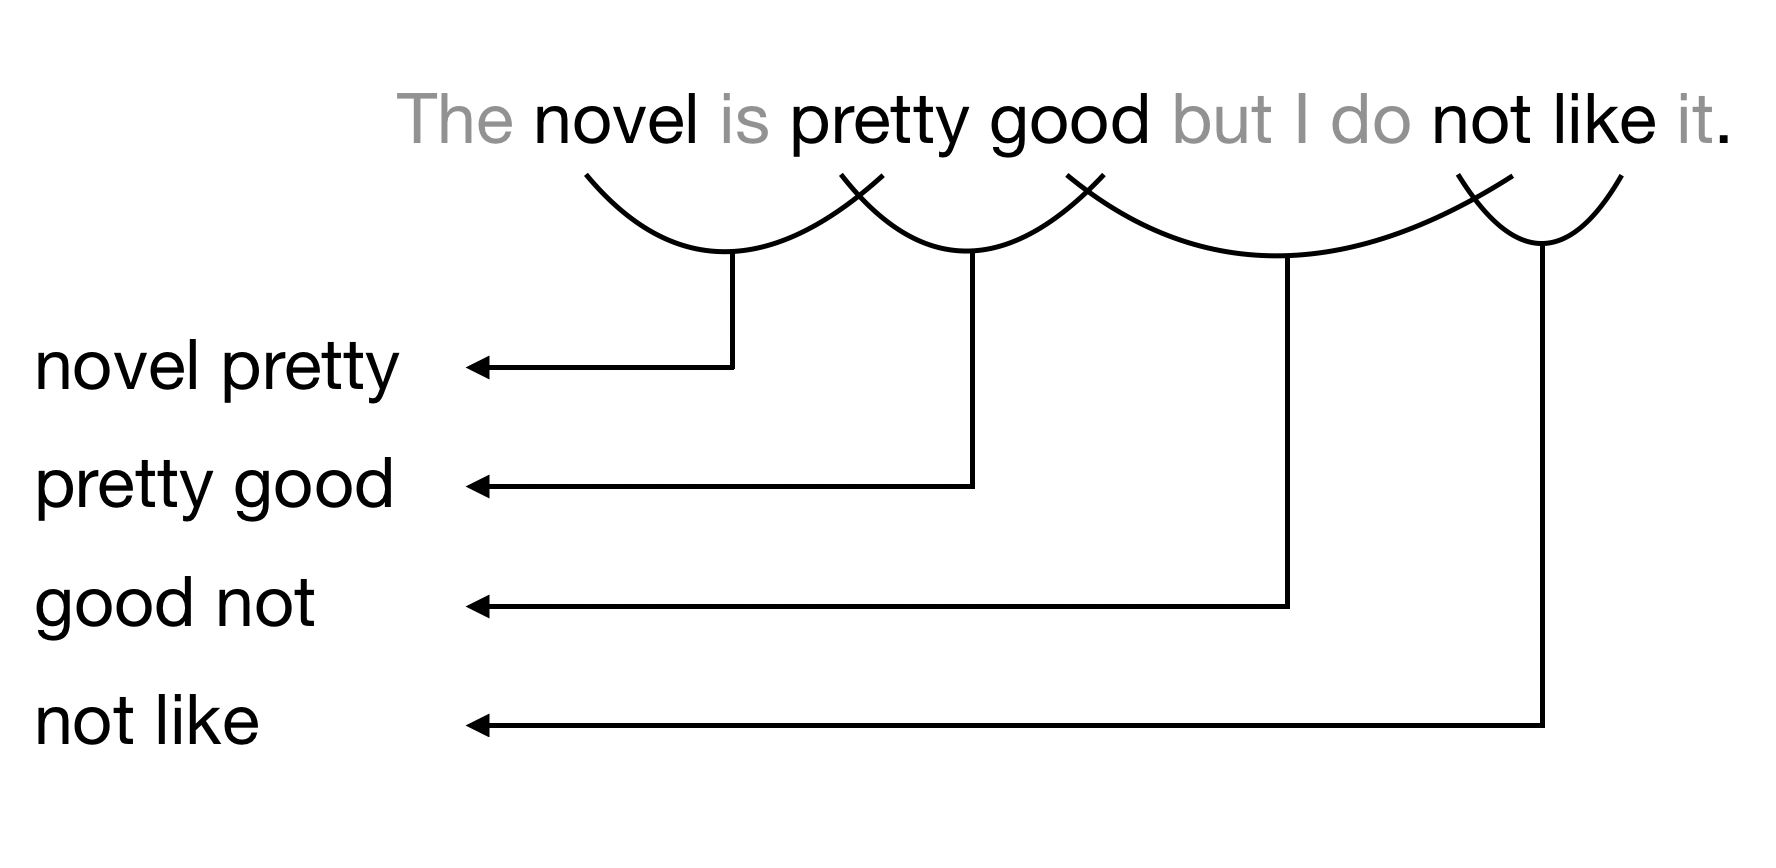 The novel is pretty good but I do not like it.
novel pretty
pretty good
good not
not like